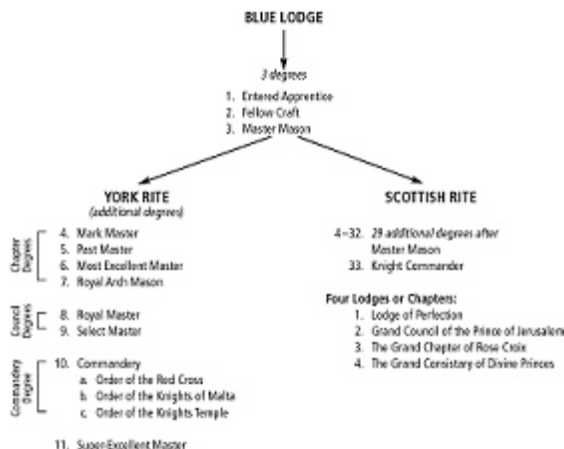 BLUE LODGE
3 degrees
1. Entered Apprentice
2. Fellow Craft
3. Master Mason
YORK RITE
(additional degrees)
Chapter
Degrees
4. Mark Master
5. Past Master
6. Most Excellent Master
7. Royal Arch Mason
Council
Degrees
8. Royal Master
9. Select Master
Commandery
Degree
10. Commandery
a. Order of the Red Cross
b. Order of the Knights of Malta
c. Order of the Knights Temple
11. Super-Excellent Master
SCOTTISH RITE
4–32. 29 additional degrees after
Master Mason
33. Knight Commander
Four Lodges or Chapters:
1. Lodge of Perfection
2. Grand Council of the Prince of Jerusalem
3. The Grand Chapter of Rose Croix
4. The Grand Consistary of Divine Princes